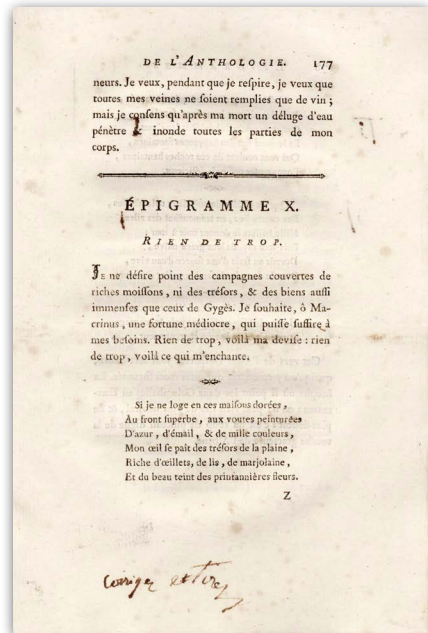 DE L'ANTHOLOGIE. 177
neurs. Je veux, pendant que je reſpire, je veux que
toutes mes veines ne ſoient remplies que de vin ;
mais je conſens qu'après ma mort un déluge d'eau
pénètre & inonde toutes les parties de mon
corps.
ÉPIGRAMME X.
RIEN DE TROP.
Je ne déſire point des campagnes couvertes de
riches moiſſons, ni des tréſors, & des biens auſſi
immenſes que ceux de Gygès. Je ſouhaite, ô Ma-
crinus, une fortune médiocre, qui puiſſe ſuffire à
mes beſoins. Rien de trop, voilà ma deviſe : rien
de trop, voilà ce qui m'enchante.
Si je ne loge en ces maiſons dorées,
Au front ſuperbe, aux voutes peinturées
D'azur, d'émail, & de mille couleurs,
Mon œil ſe paît des tréſors de la plaine,
Riche d'œillets, de lis, de marjolaine,
Et du beau teint des printannières fleurs.
Z